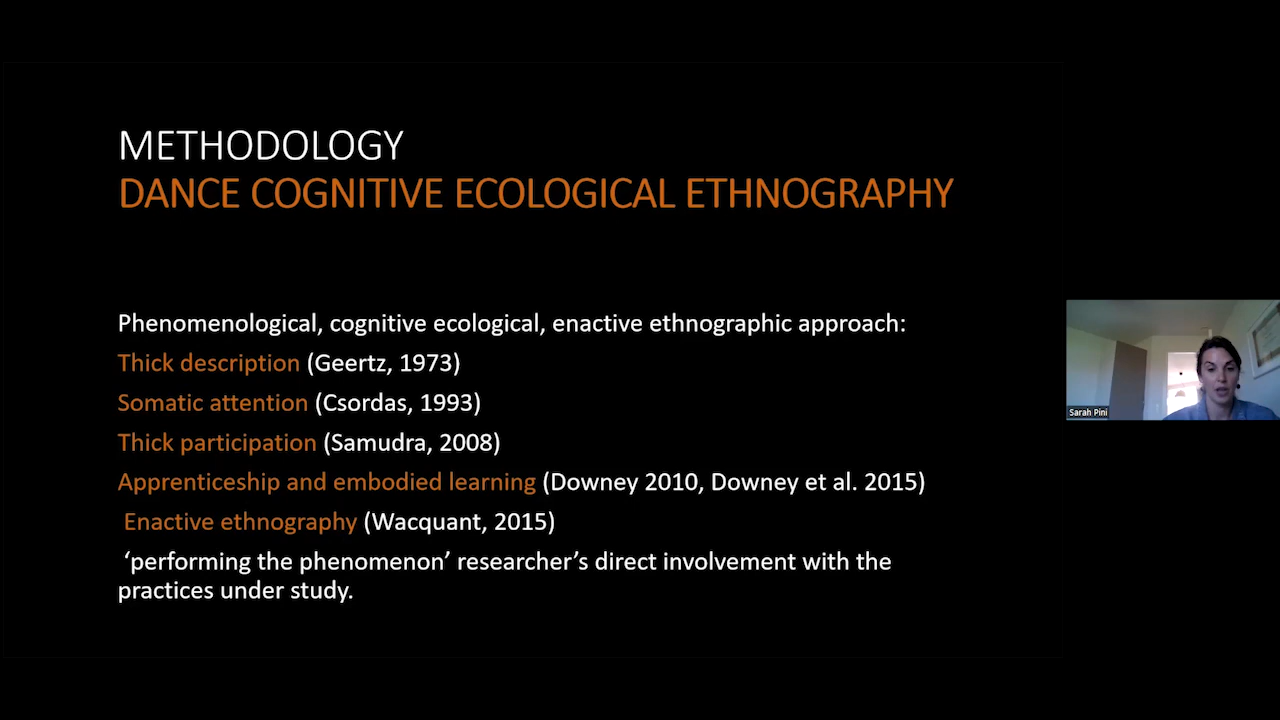 METHODOLOGY
DANCE COGNITIVE ECOLOGICAL ETHNOGRAPHY
Phenomenological, cognitive ecological, enactive ethnographic approach:
Thick description (Geertz, 1973)
Somatic attention (Csordas, 1993)
Thick participation (Samudra, 2008)
Apprenticeship and embodied learning (Downey 2010, Downey et al. 2015)
Enactive ethnography (Wacquant, 2015)
‘performing the phenomenon’ researcher’s direct involvement with the
practices under study.
Sarah Pini